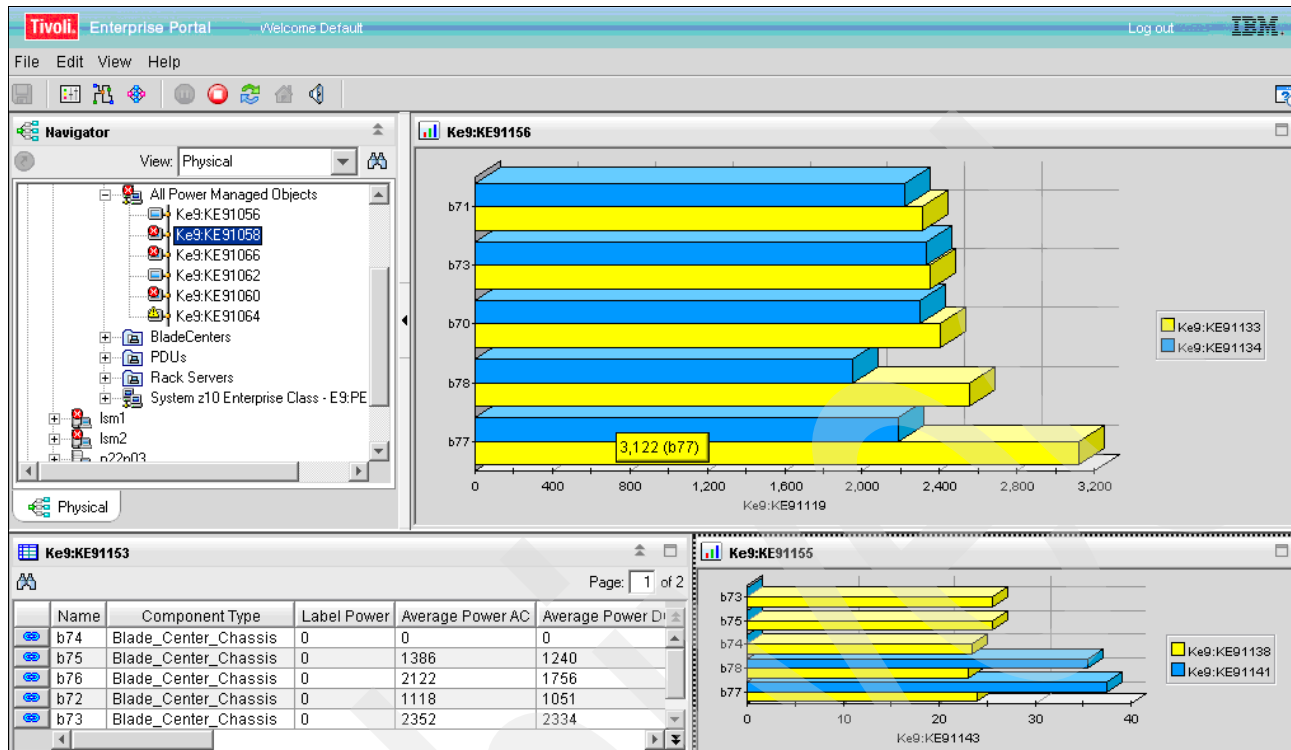 Tivoli. Enterprise Portal Welcome Default Log out IBM.
File Edit View Help
Navigator
View: Physical
All Power Managed Objects
Ke9:KE91056
Ke9:KE91058
Ke9:KE91066
Ke9:KE91062
Ke9:KE91060
Ke9:KE91064
BladeCenters
PDUs
Rack Servers
System z10 Enterprise Class - E9:PE
lsm1
lsm2
p22n03
Physical
Ke9:KE91156
b71
b73
b70
b78
b77
3,122 (b77)
0 400 800 1,200 1,600 2,000 2,400 2,800 3,200
Ke9:KE91119
Ke9:KE91133
Ke9:KE91134
Ke9:KE91153
Page: 1 of 2
Name Component Type Label Power Average Power AC Average Power D
b74 Blade_Center_Chassis 0 0 0
b75 Blade_Center_Chassis 0 1386 1240
b76 Blade_Center_Chassis 0 2122 1756
b72 Blade_Center_Chassis 0 1118 1051
b73 Blade_Center_Chassis 0 2352 2334
Ke9:KE91155
b73
b75
b74
b78
b77
0 10 20 30 40
Ke9:KE91143
Ke9:KE91138
Ke9:KE91141